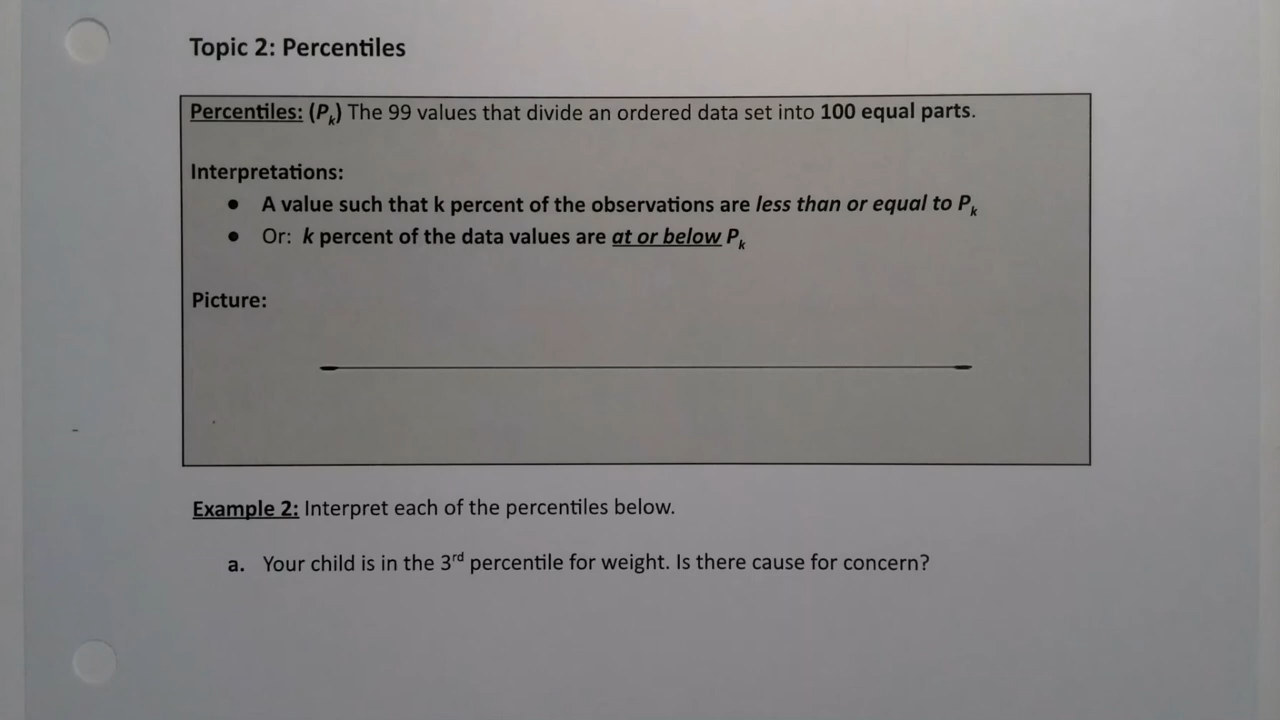 Topic 2: Percentiles
Percentiles: (Pk) The 99 values that divide an ordered data set into 100 equal parts.
Interpretations:
• A value such that k percent of the observations are less than or equal to Pk
• Or: k percent of the data values are at or below Pk
Picture:
Example 2: Interpret each of the percentiles below.
a. Your child is in the 3rd percentile for weight. Is there cause for concern?